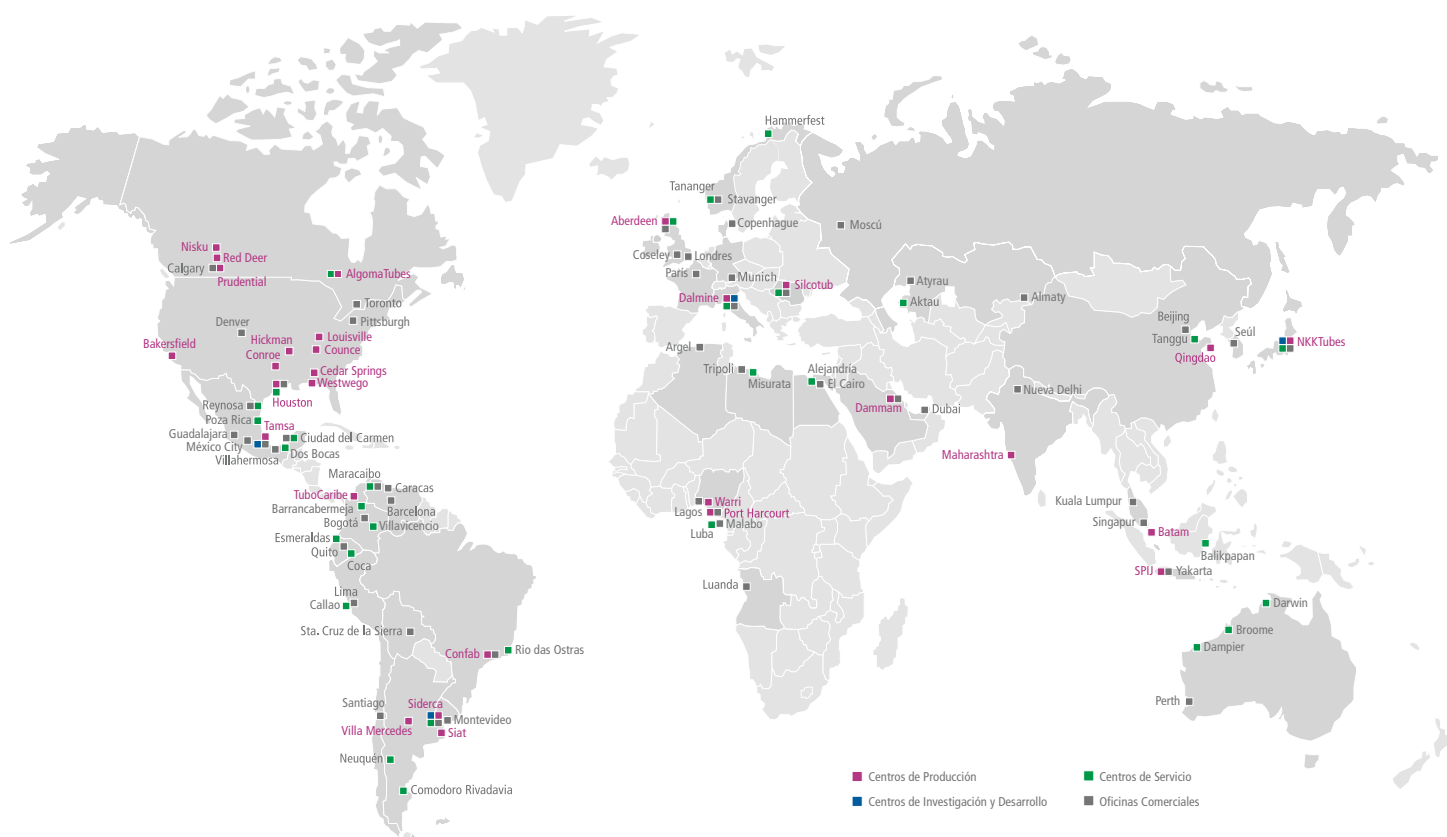 Hammerfest
Tananger
Stavanger
Aberdeen
Copenhague
Moscú
Nisku
Red Deer
Calgary
Prudential
AlgomaTubes
Coseley
Londres
París
Munich
Silcotub
Atyrau
Dalmine
Aktau
Almaty
Toronto
Pittsburgh
Denver
Louisville
Bakersfield
Hickman
Counce
Conroe
Cedar Springs
Westwego
Houston
Beijing
Tanggu
Seúl
NKKTubes
Qingdao
Argel
Tripoli
Misurata
Alejandría
El Cairo
Dammam
Dubai
Nueva Delhi
Reynosa
Poza Rica
Tamsa
Guadalajara
México City
Ciudad del Carmen
Dos Bocas
Villahermosa
Maharashtra
Maracaibo
Caracas
TuboCaribe
Barcelona
Barrancabermeja
Bogotá
Villavicencio
Esmeraldas
Quito
Coca
Warri
Lagos
Port Harcourt
Malabo
Luba
Kuala Lumpur
Singapur
Batam
Balikpapan
SPIJ
Yakarta
Luanda
Lima
Callao
Sta. Cruz de la Sierra
Confab
Rio das Ostras
Darwin
Broome
Dampier
Perth
Santiago
Siderca
Montevideo
Villa Mercedes
Siat
Neuquén
Comodoro Rivadavia
Centros de Producción
Centros de Servicio
Centros de Investigación y Desarrollo
Oficinas Comerciales